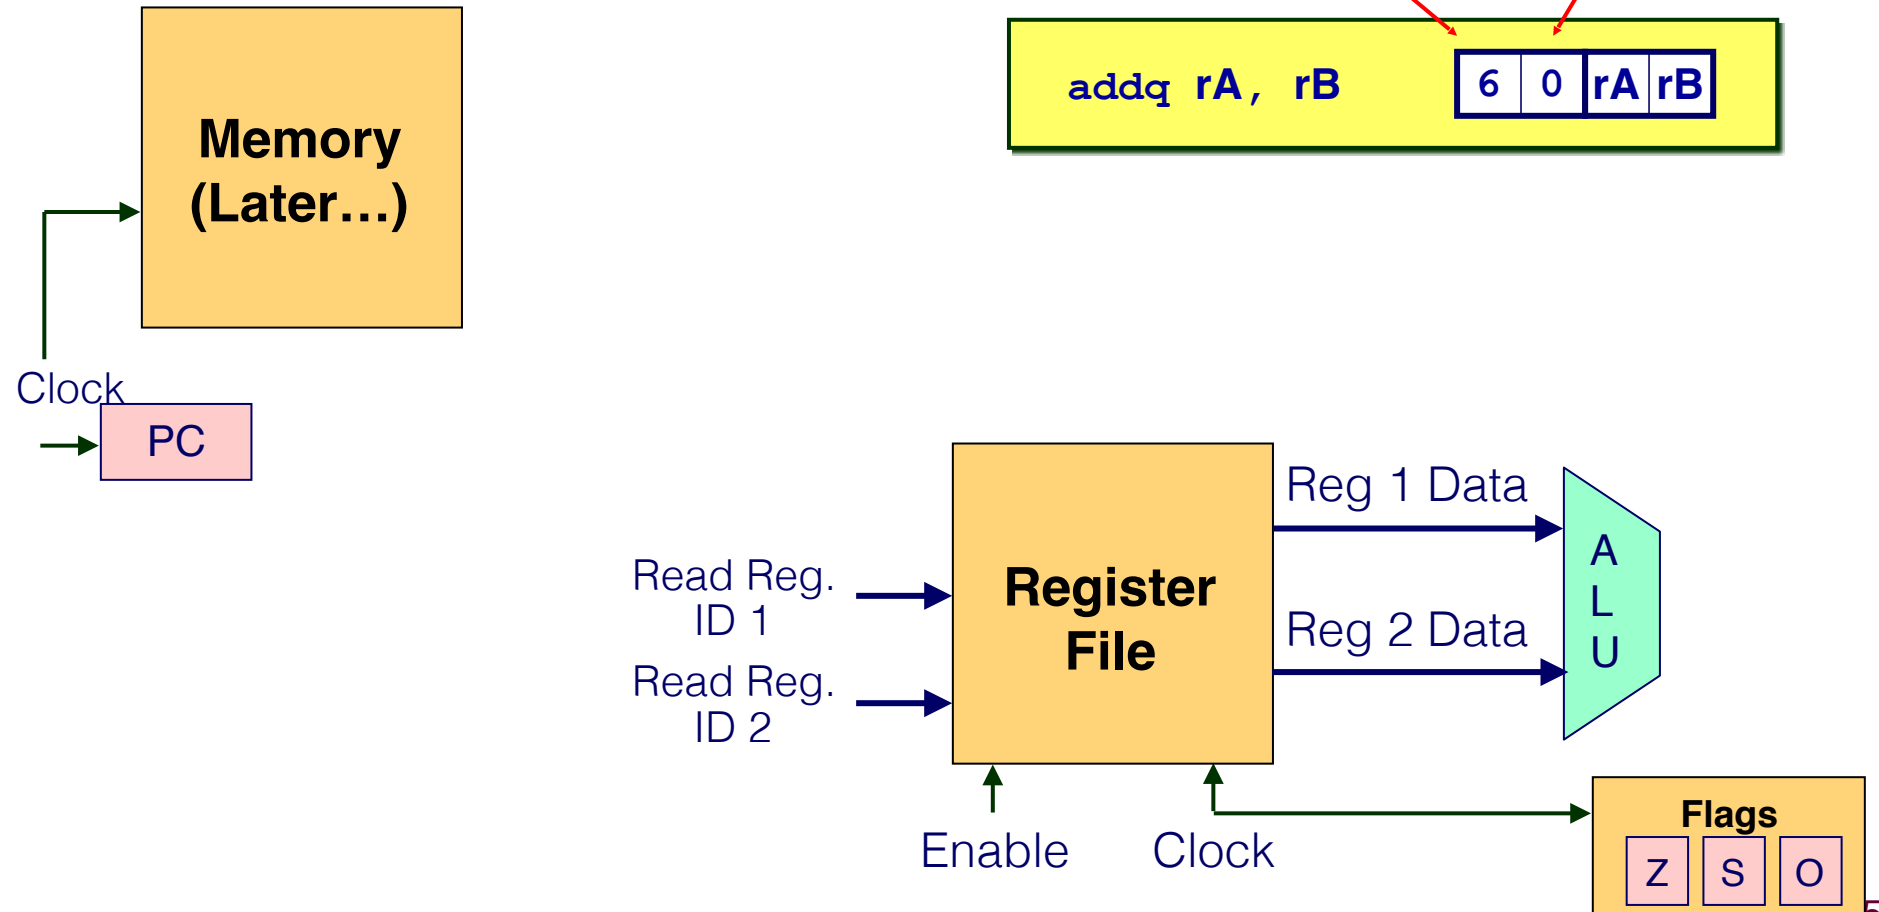 Memory
(Later…)
addq rA, rB
6 0 rA rB
Clock
PC
Read Reg.
ID 1
Read Reg.
ID 2
Register
File
Reg 1 Data
Reg 2 Data
A
L
U
Enable
Clock
Flags
Z S O